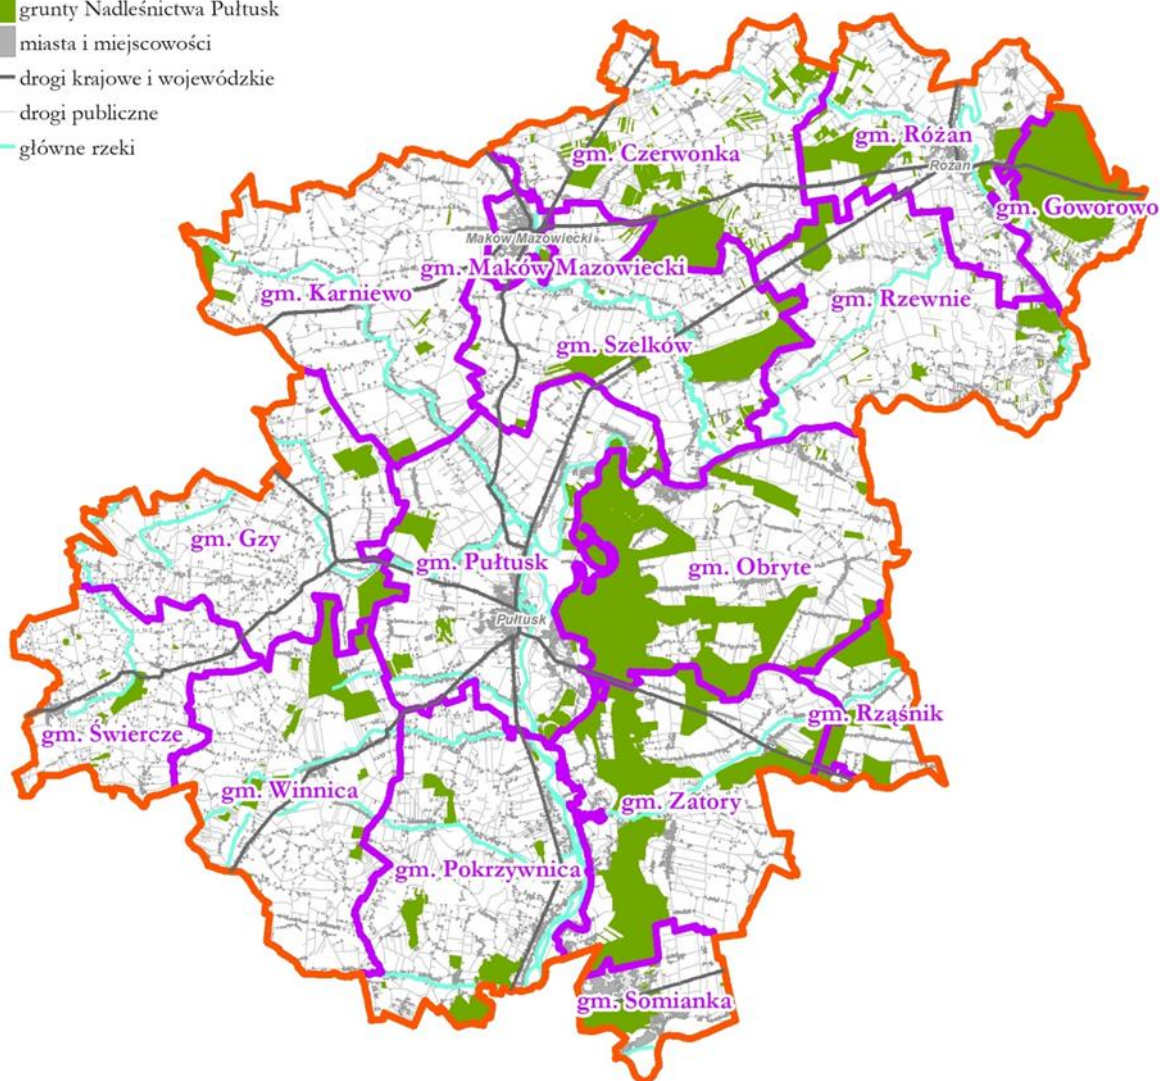 grunty Nadleśnictwa Pułtusk
miasta i miejscowości
drogi krajowe i wojewódzkie
drogi publiczne
główne rzeki
gm. Różan
gm. Czerwonka
Różan
gm. Goworowo
Maków Mazowiecki
gm. Maków Mazowiecki
gm. Karniewo
gm. Rzewnie
gm. Szelków
gm. Gzy
gm. Pułtusk
gm. Obryte
Pułtusk
gm. Rząśnik
gm. Świercze
gm. Winnica
gm. Zatory
gm. Pokrzywnica
gm. Somianka